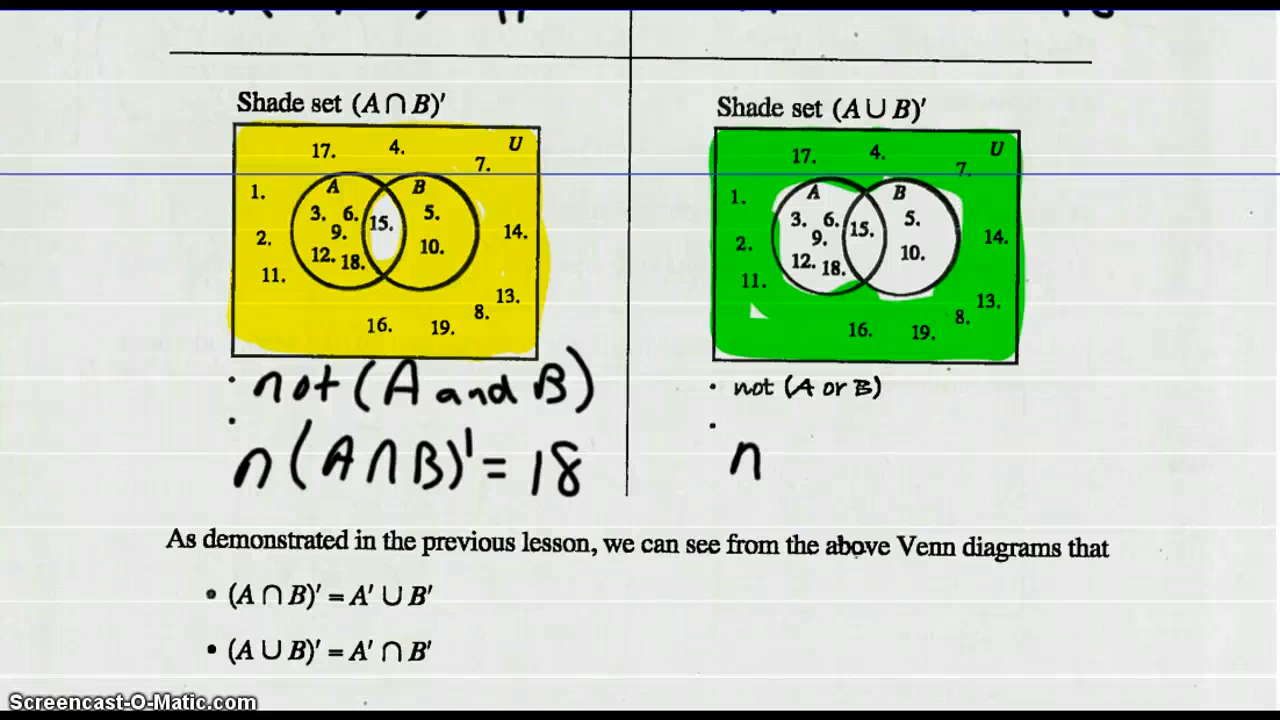 Shade set (A ∩ B)′
Shade set (A ∪ B)′
17. 4. U
7.
1. A B
3. 6. 15. 5.
2. 9. 14.
12. 18. 10.
11.
13.
8.
16. 19.
17. 4. U
7.
1. A B
3. 6. 15. 5.
2. 9. 14.
12. 18. 10.
11.
13.
8.
16. 19.
· not (A and B)
· n (A ∩ B)' = 18
· not (A or B)
· n
As demonstrated in the previous lesson, we can see from the above Venn diagrams that
• (A ∩ B)′ = A′ ∪ B′
• (A ∪ B)′ = A′ ∩ B′
Screencast-O-Matic.com